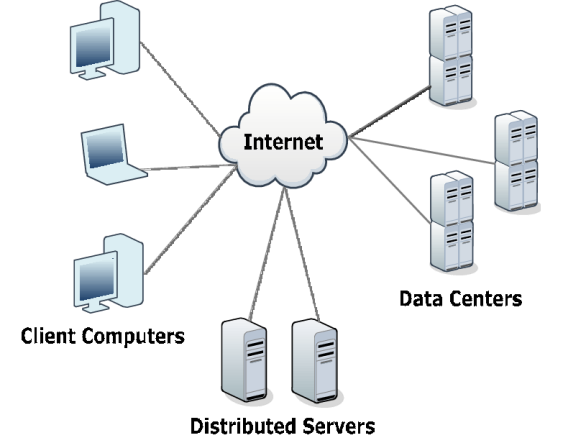 Internet
Data Centers
Client Computers
Distributed Servers